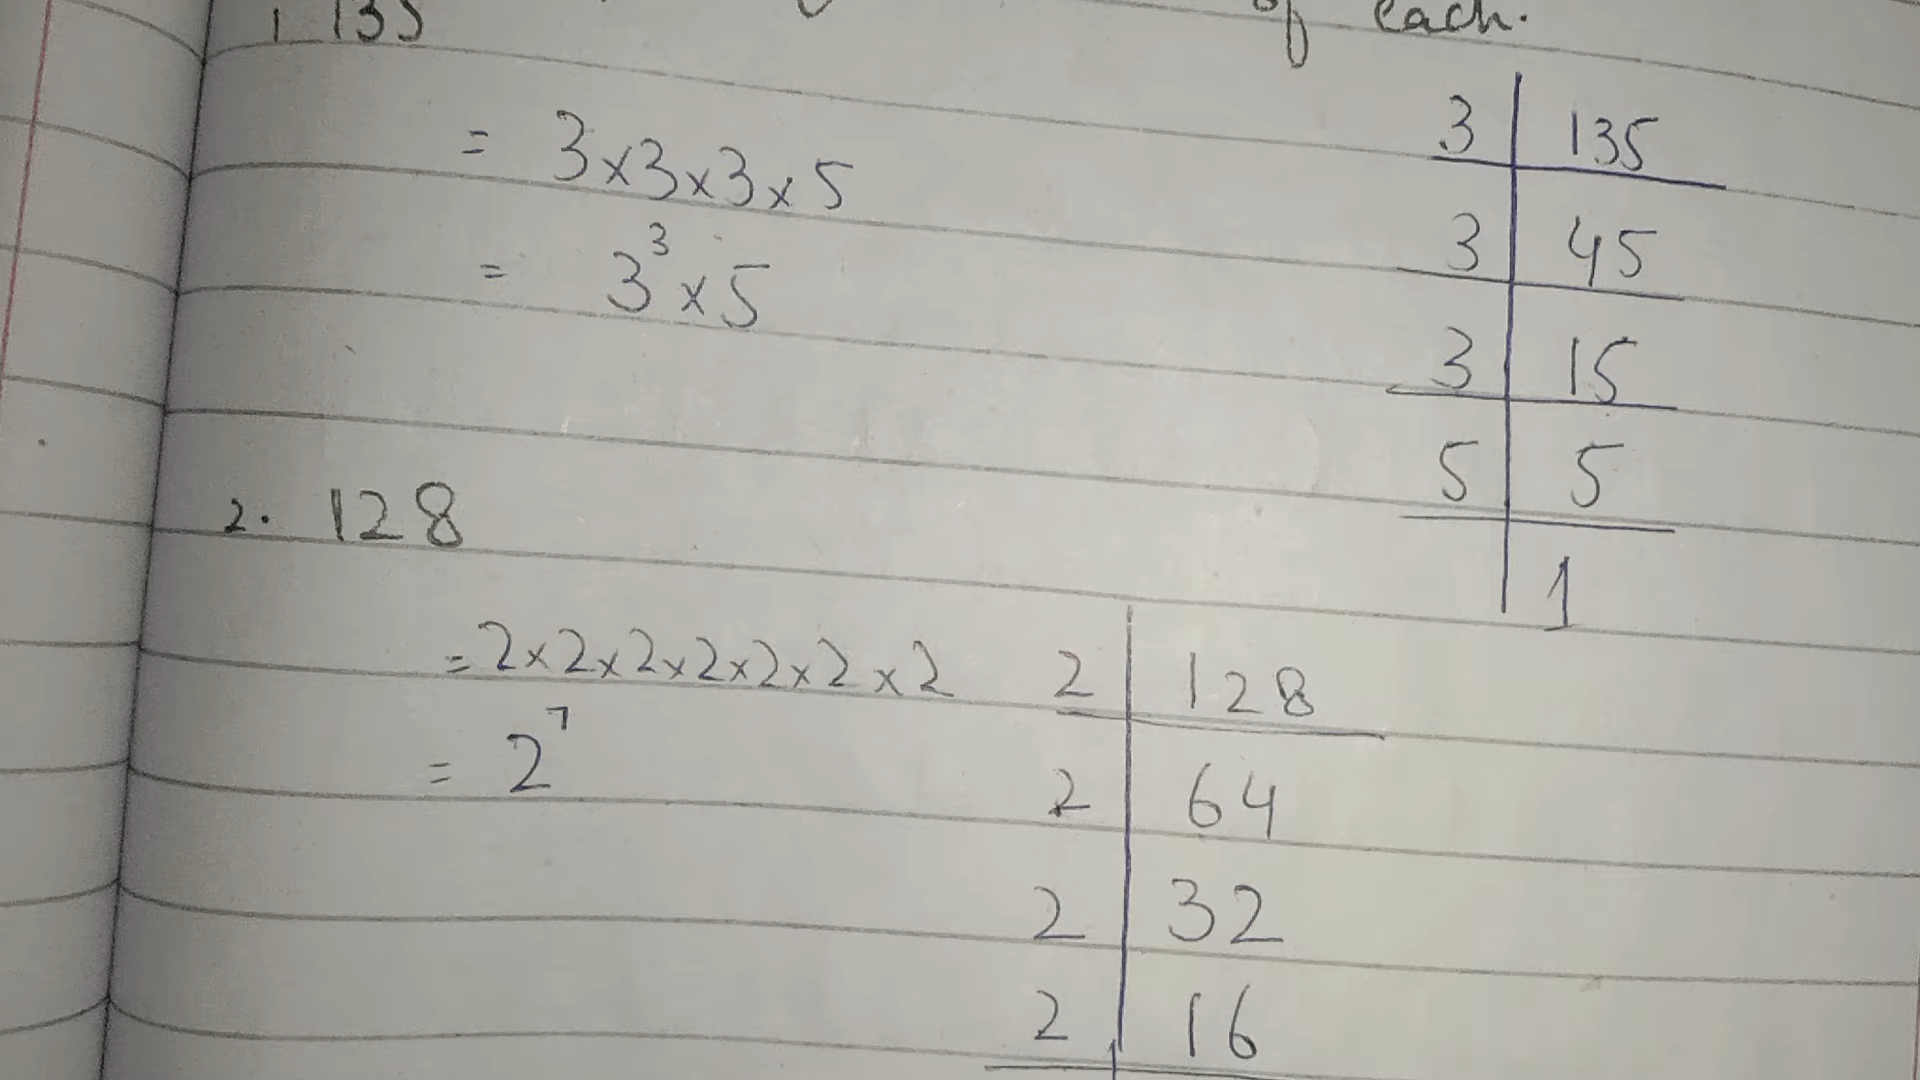 of each.
1 135
= 3×3×3×5
= 3³×5
3 | 135
3 | 45
3 | 15
5 | 5
1
2. 128
= 2×2×2×2×2×2×2
= 2⁷
2 | 128
2 | 64
2 | 32
2 | 16